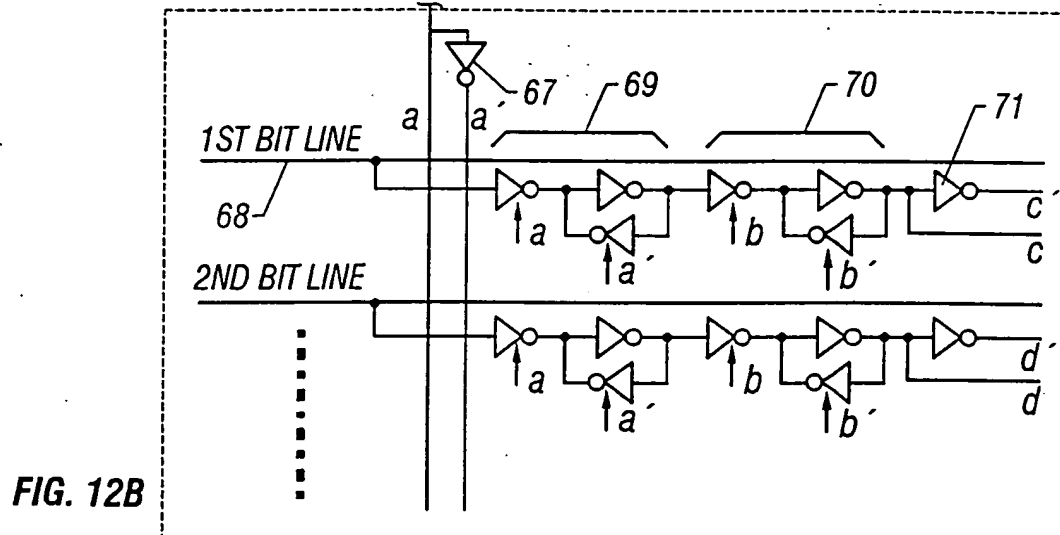 67
69
70
71
a
a´
1ST BIT LINE
68
a
a´
b
b´
c´
c
2ND BIT LINE
a
a´
b
b´
d´
d
FIG. 12B